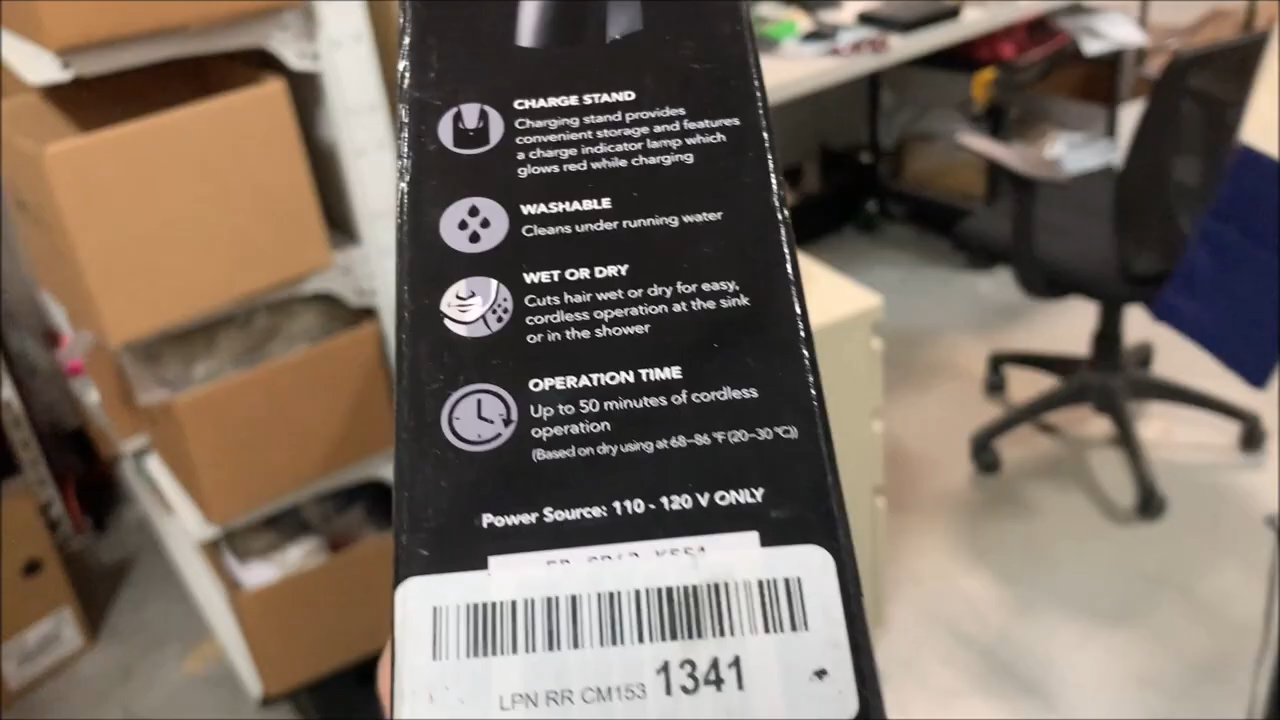 CHARGE STAND
Charging stand provides
convenient storage and features
a charge indicator lamp which
glows red while charging
WASHABLE
Cleans under running water
WET OR DRY
Cuts hair wet or dry for easy,
cordless operation at the sink
or in the shower
OPERATION TIME
Up to 50 minutes of cordless
operation
(Based on dry using at 68–86 °F (20–30 °C))
Power Source: 110 - 120 V ONLY
LPN RR CM153 1341